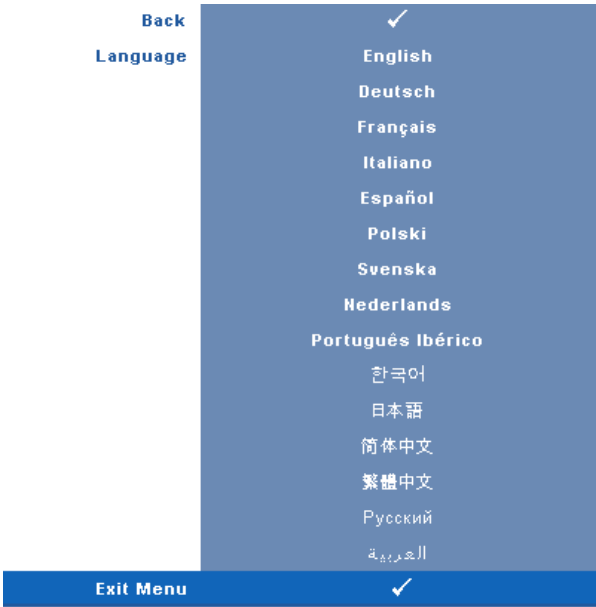 Back ✓
Language English
Deutsch
Français
Italiano
Español
Polski
Svenska
Nederlands
Português Ibérico
한국어
日本語
简体中文
繁體中文
Русский
العربية
Exit Menu ✓